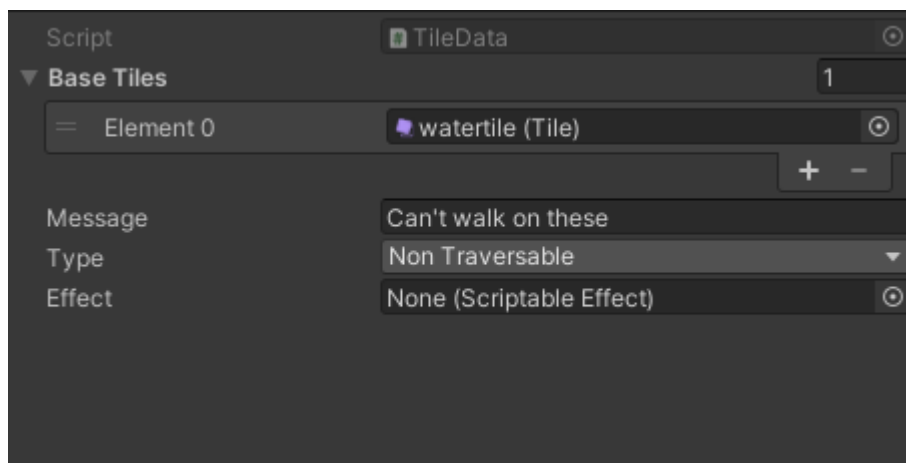 Script TileData
Base Tiles 1
Element 0 watertile (Tile)
+ −
Message Can't walk on these
Type Non Traversable
Effect None (Scriptable Effect)